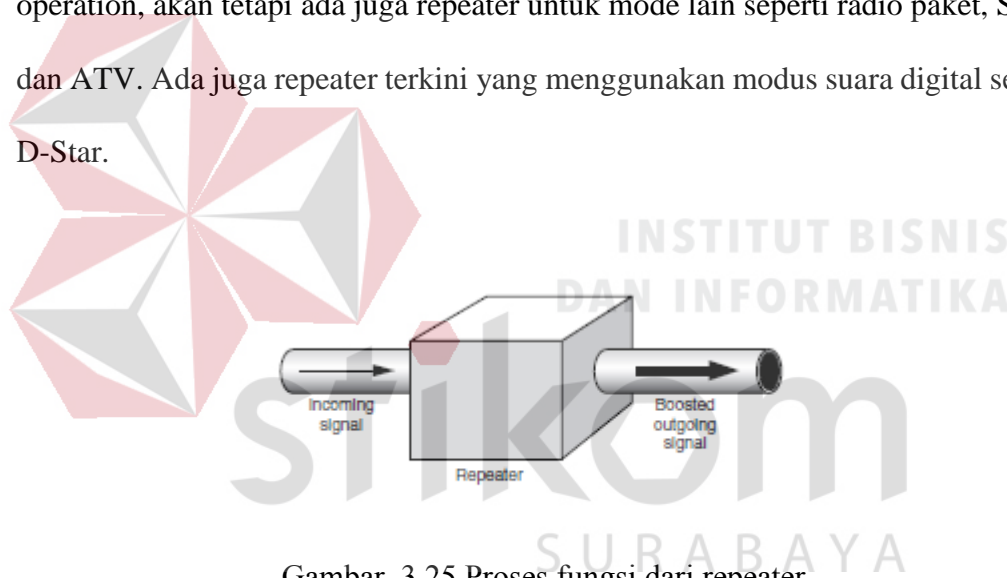 operation, akan tetapi ada juga repeater untuk mode lain seperti radio paket,
dan ATV. Ada juga repeater terkini yang menggunakan modus suara digital
D-Star.
INSTITUT BISNIS
DAN INFORMATIKA
Incoming
signal
Boosted
outgoing
signal
Repeater
stikom
SURABAYA
Gambar 3.25 Proses fungsi dari repeater